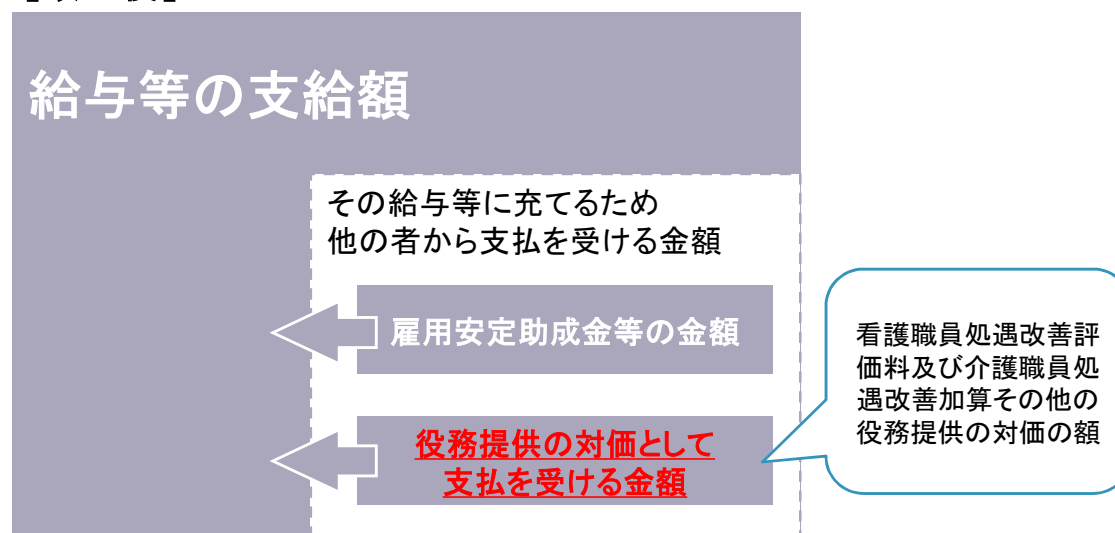 給与等の支給額
その給与等に充てるため
他の者から支払を受ける金額
雇用安定助成金等の金額
役務提供の対価として
支払を受ける金額
看護職員処遇改善評
価料及び介護職員処
遇改善加算その他の
役務提供の対価の額